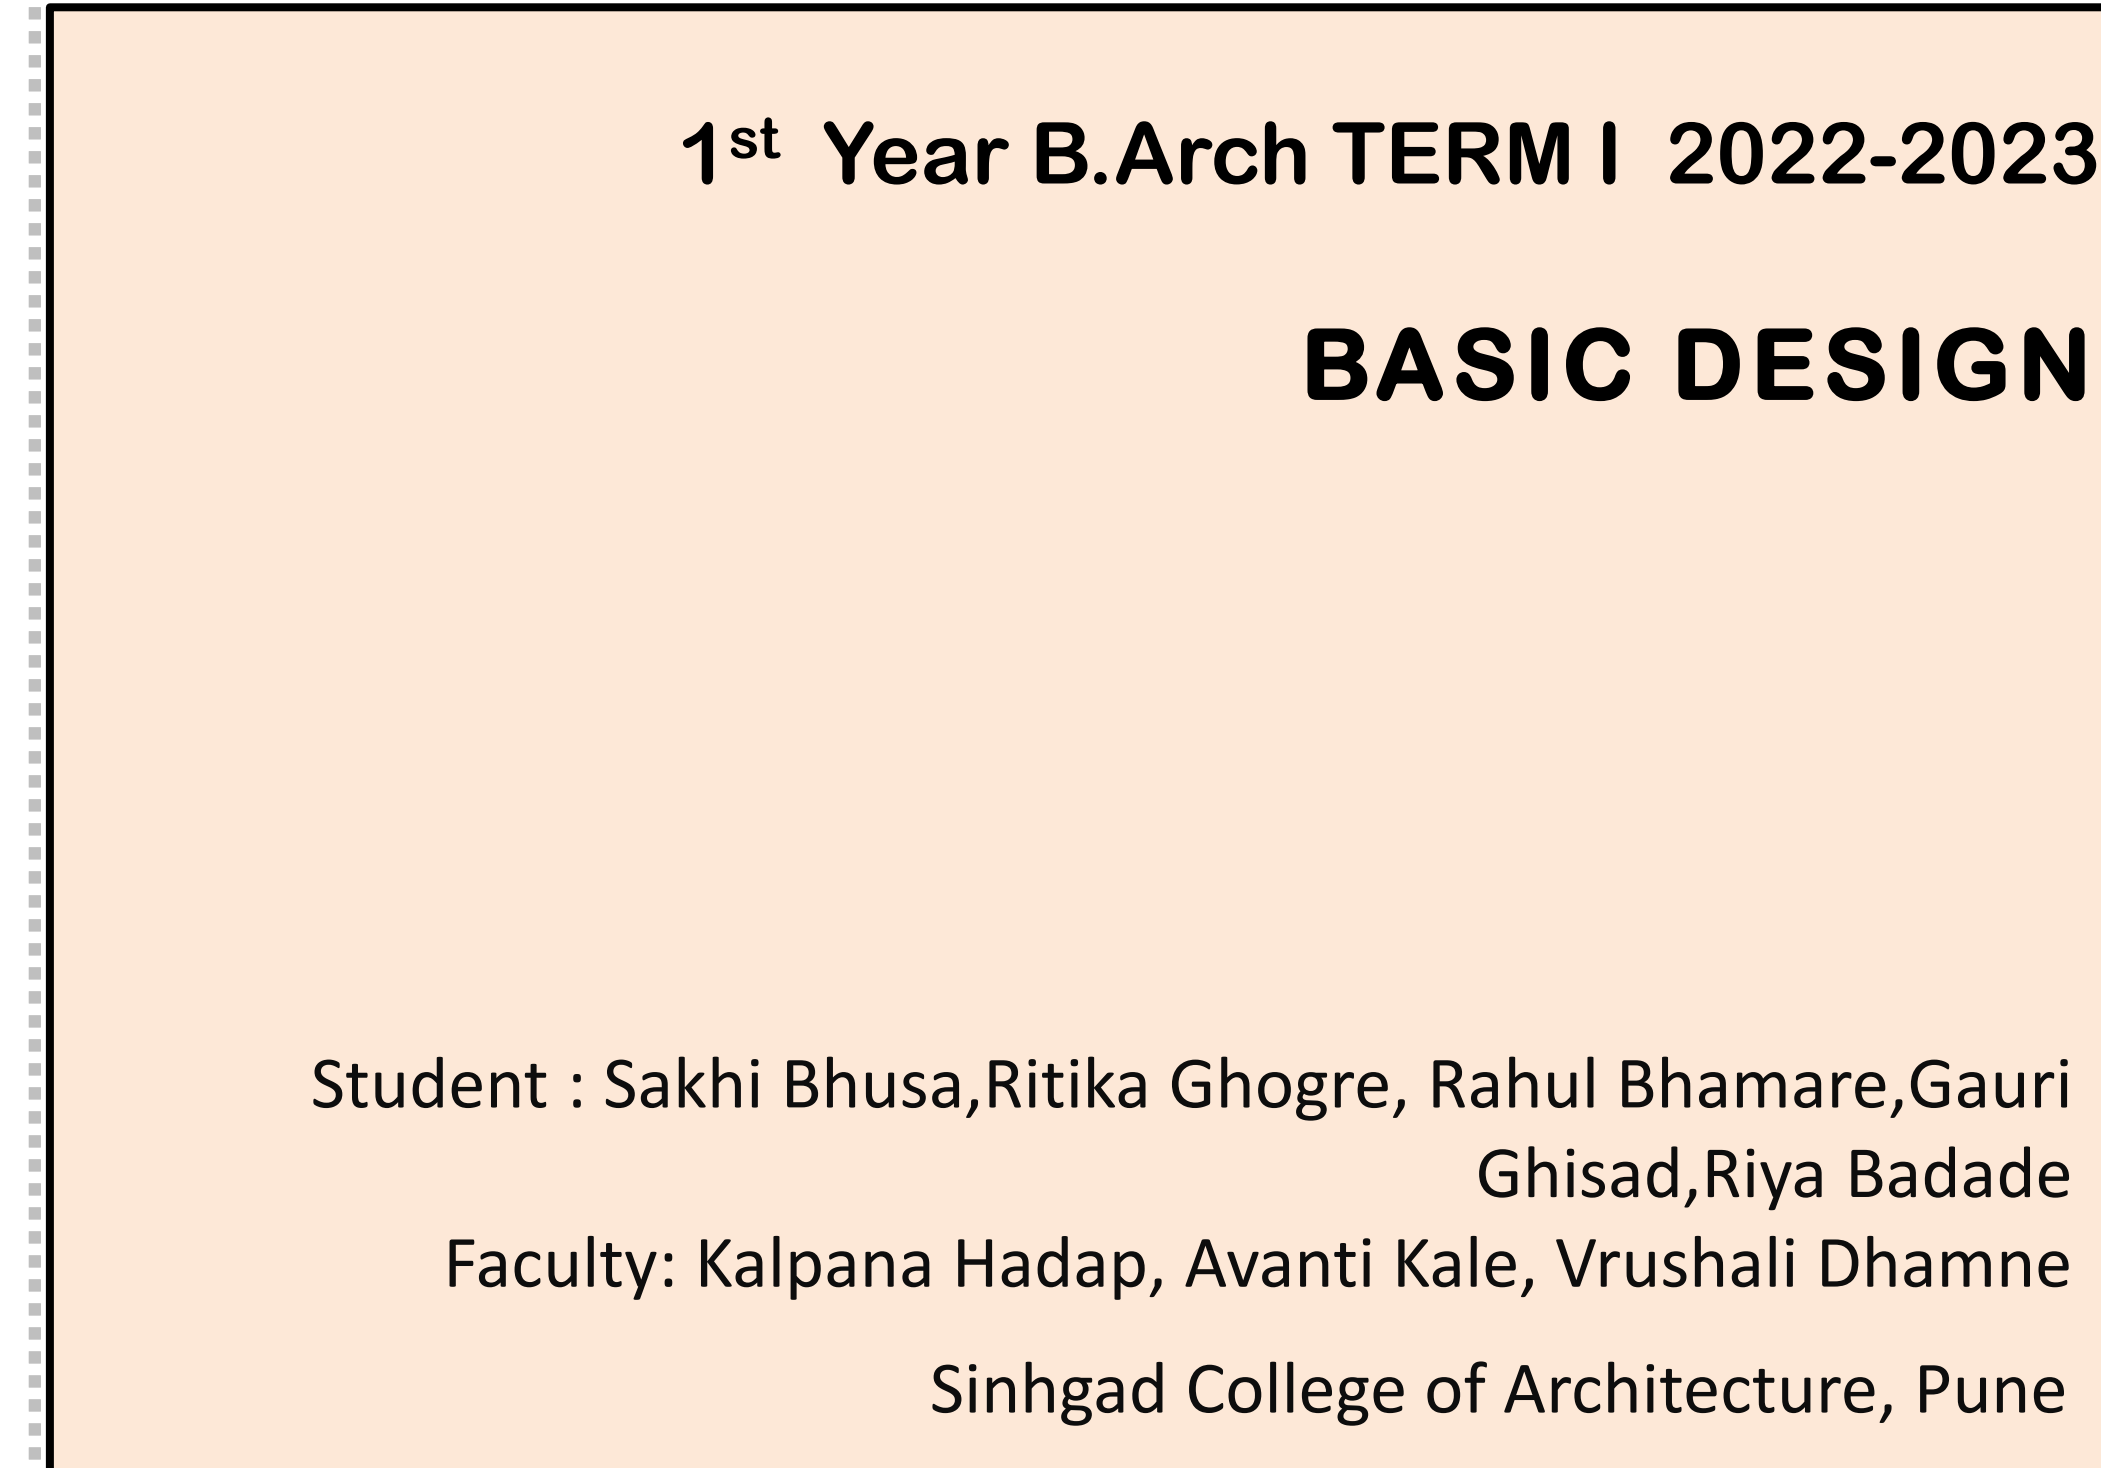 1st Year B.Arch TERM I 2022-2023
BASIC DESIGN
Student : Sakhi Bhusa,Ritika Ghogre, Rahul Bhamare,Gauri
Ghisad,Riya Badade
Faculty: Kalpana Hadap, Avanti Kale, Vrushali Dhamne
Sinhgad College of Architecture, Pune